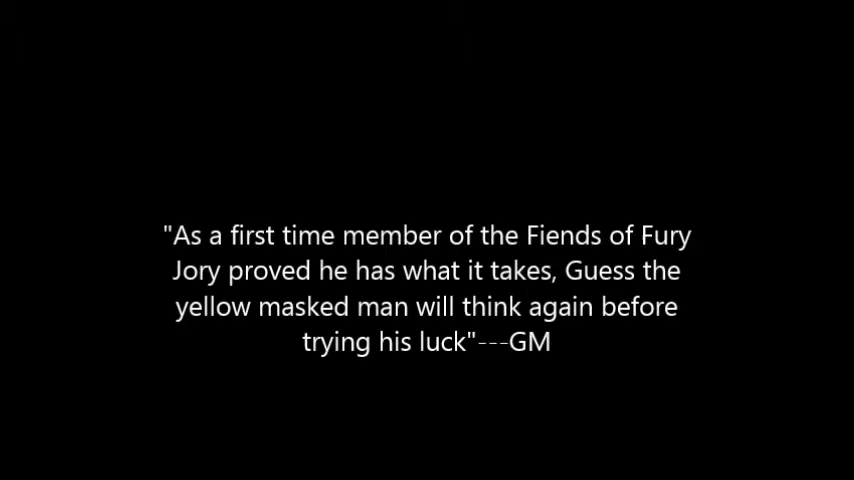 "As a first time member of the Fiends of Fury
Jory proved he has what it takes, Guess the
yellow masked man will think again before
trying his luck"---GM